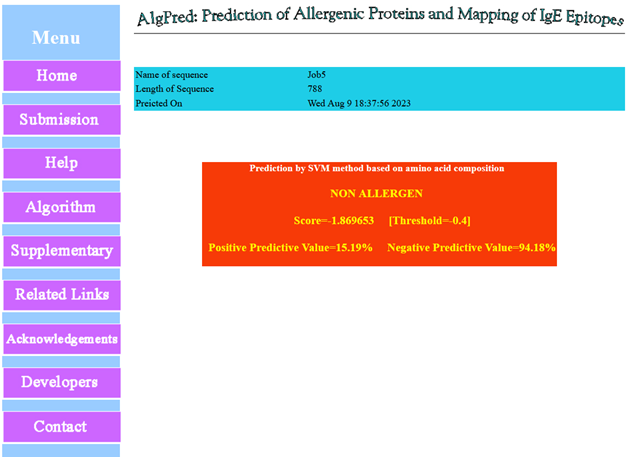 AlgPred: Prediction of Allergenic Proteins and Mapping of IgE Epitopes
Menu
Home
Submission
Help
Algorithm
Supplementary
Related Links
Acknowledgements
Developers
Contact
Name of sequence Job5
Length of Sequence 788
Preicted On Wed Aug 9 18:37:56 2023
Prediction by SVM method based on amino acid composition
NON ALLERGEN
Score=-1.869653 [Threshold=-0.4]
Positive Predictive Value=15.19% Negative Predictive Value=94.18%